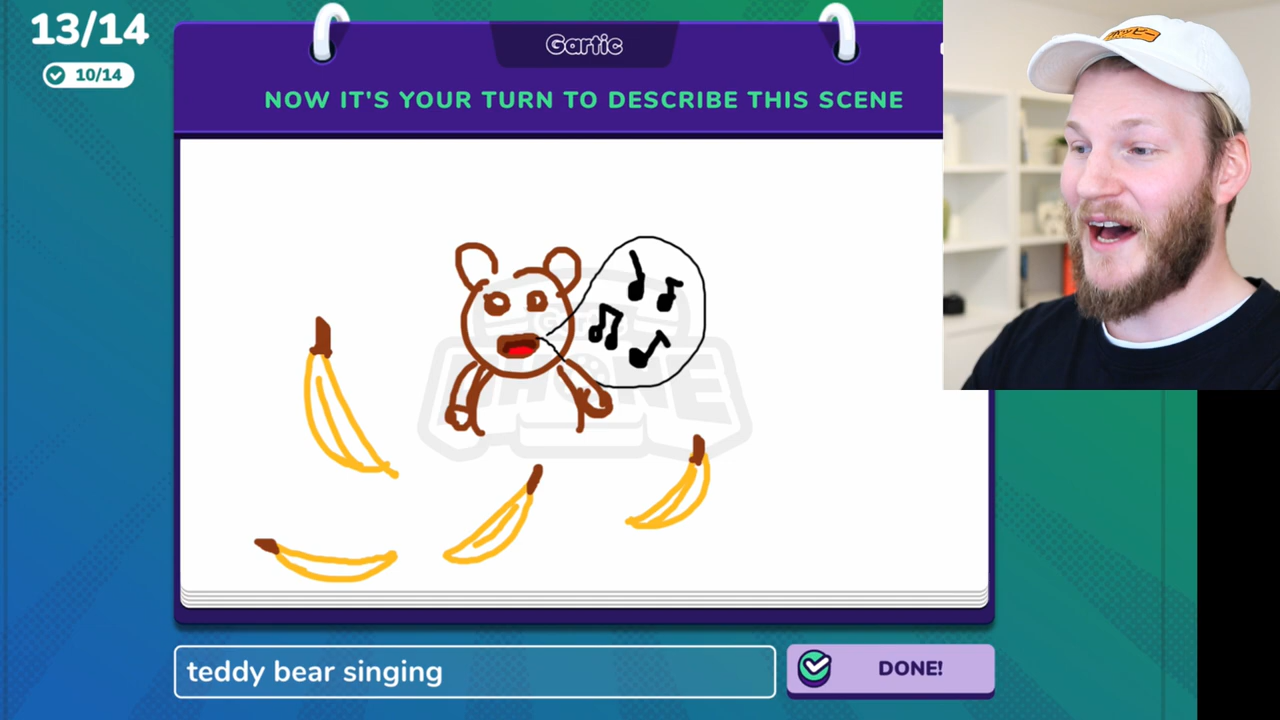 13/14
10/14
Gartic
NOW IT'S YOUR TURN TO DESCRIBE THIS SCENE
teddy bear singing
DONE!